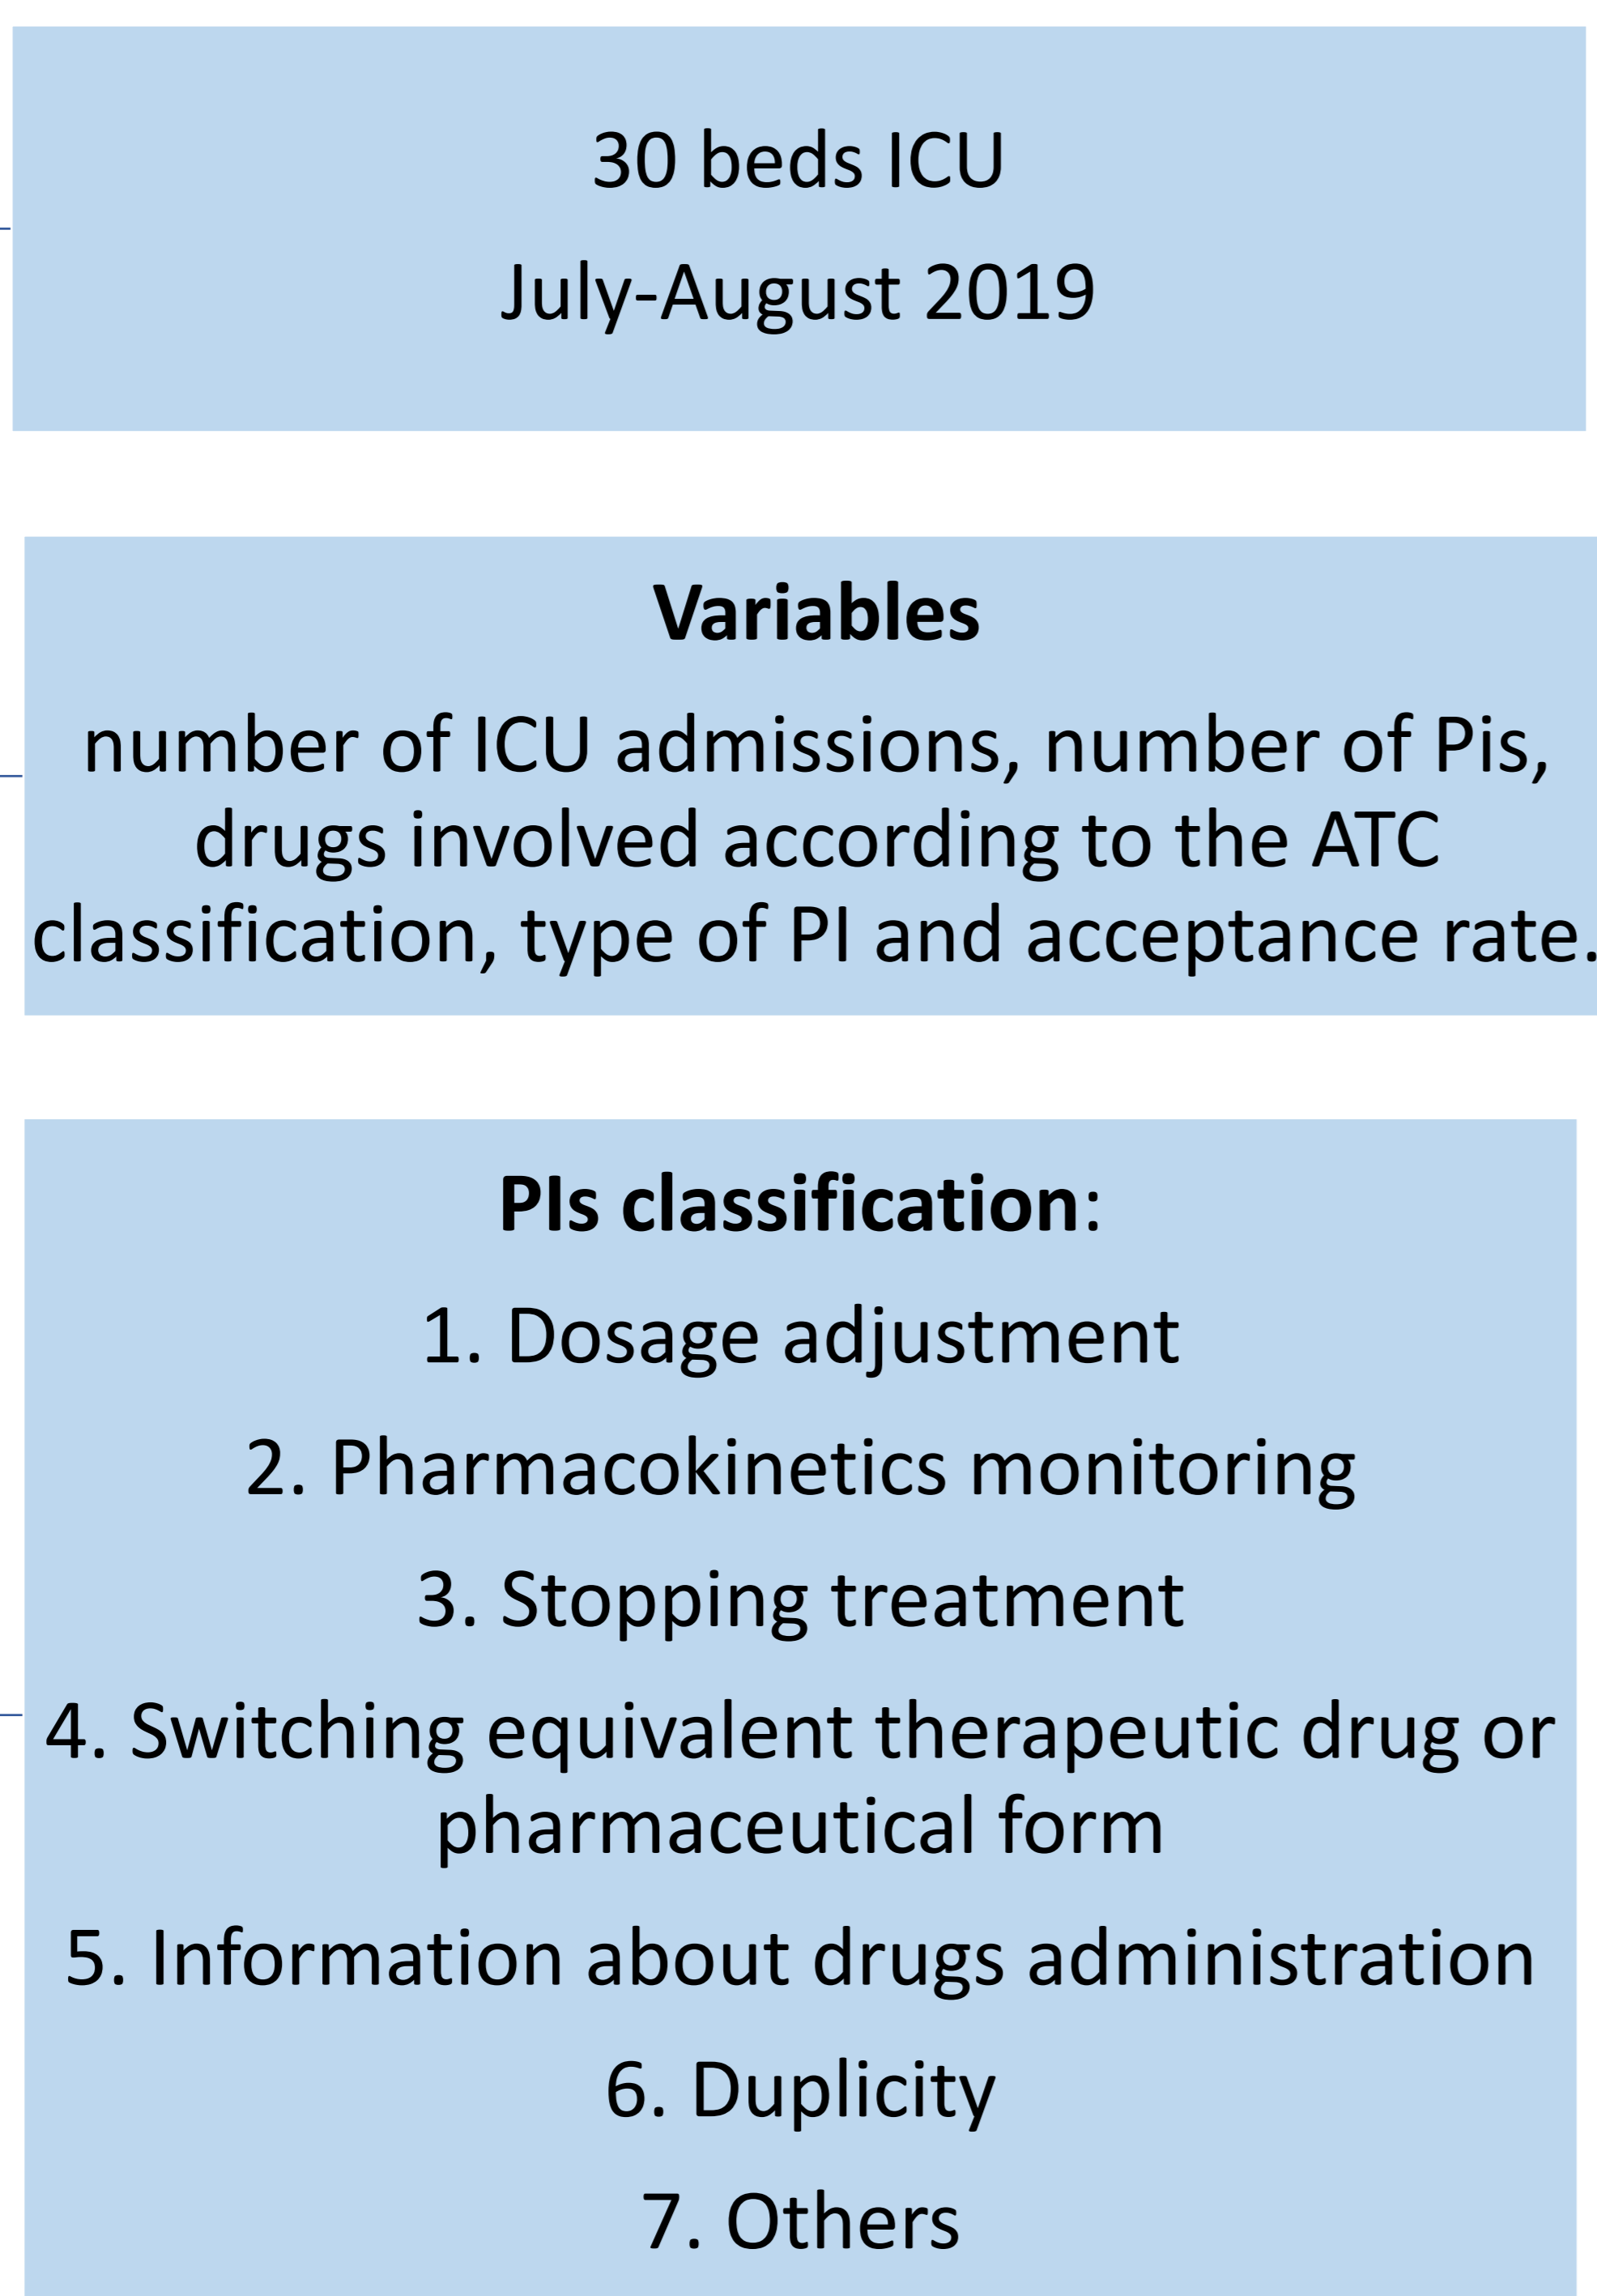 30 beds ICU
July-August 2019
Variables
number of ICU admissions, number of Pis,
drugs involved according to the ATC
classification, type of PI and acceptance rate.
PIs classification:
1. Dosage adjustment
2. Pharmacokinetics monitoring
3. Stopping treatment
4. Switching equivalent therapeutic drug or
pharmaceutical form
5. Information about drugs administration
6. Duplicity
7. Others